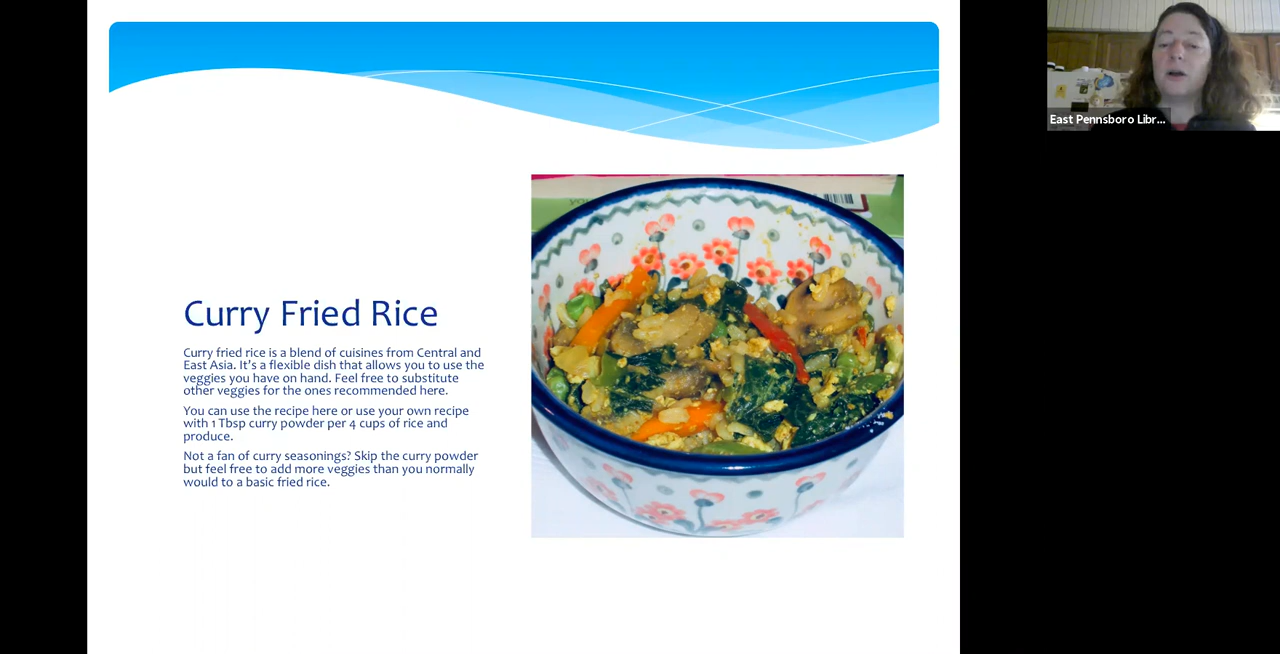 East Pennsboro Libr...
Curry Fried Rice
Curry fried rice is a blend of cuisines from Central and
East Asia. It's a flexible dish that allows you to use the
veggies you have on hand. Feel free to substitute
other veggies for the ones recommended here.
You can use the recipe here or use your own recipe
with 1 Tbsp curry powder per 4 cups of rice and
produce.
Not a fan of curry seasonings? Skip the curry powder
but feel free to add more veggies than you normally
would to a basic fried rice.